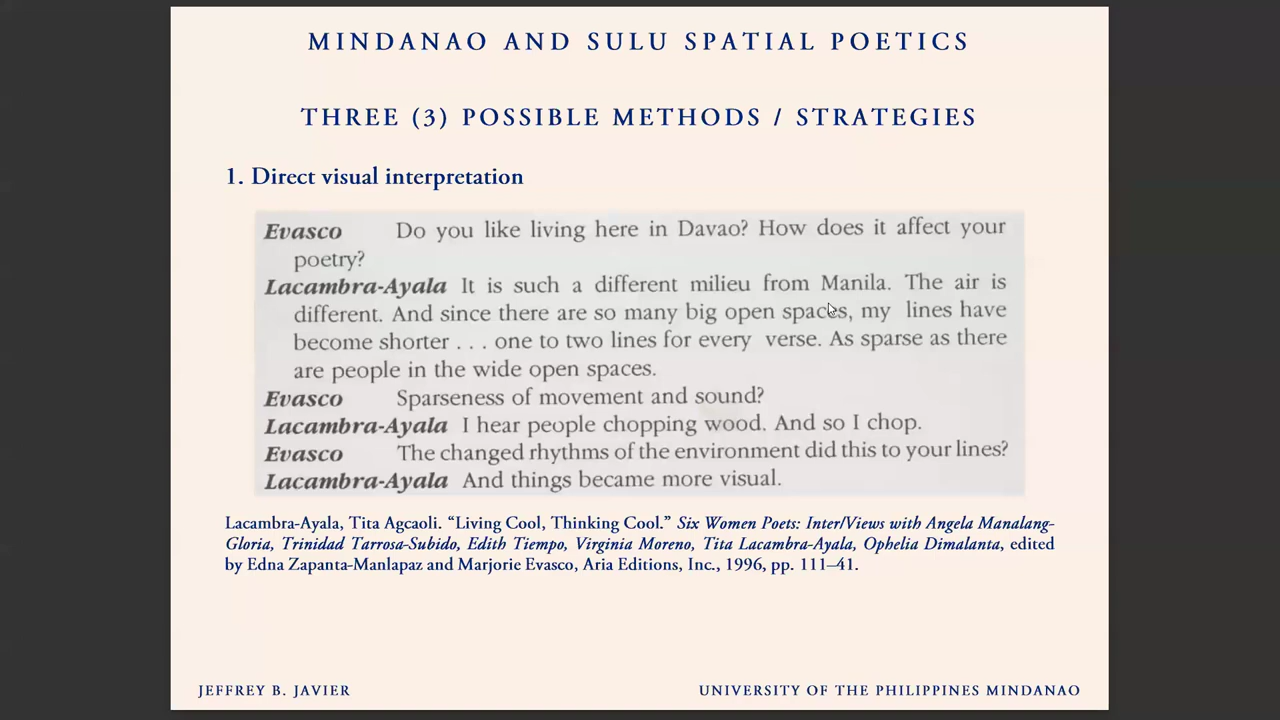 MINDANAO AND SULU SPATIAL POETICS
THREE (3) POSSIBLE METHODS / STRATEGIES
1. Direct visual interpretation
Evasco Do you like living here in Davao? How does it affect your
poetry?
Lacambra-Ayala It is such a different milieu from Manila. The air is
different. And since there are so many big open spaces, my lines have
become shorter . . . one to two lines for every verse. As sparse as there
are people in the wide open spaces.
Evasco Sparseness of movement and sound?
Lacambra-Ayala I hear people chopping wood. And so I chop.
Evasco The changed rhythms of the environment did this to your lines?
Lacambra-Ayala And things became more visual.
Lacambra-Ayala, Tita Agcaoli. “Living Cool, Thinking Cool.” Six Women Poets: Inter/Views with Angela Manalang-
Gloria, Trinidad Tarrosa-Subido, Edith Tiempo, Virginia Moreno, Tita Lacambra-Ayala, Ophelia Dimalanta, edited
by Edna Zapanta-Manlapaz and Marjorie Evasco, Aria Editions, Inc., 1996, pp. 111–41.
JEFFREY B. JAVIER
UNIVERSITY OF THE PHILIPPINES MINDANAO